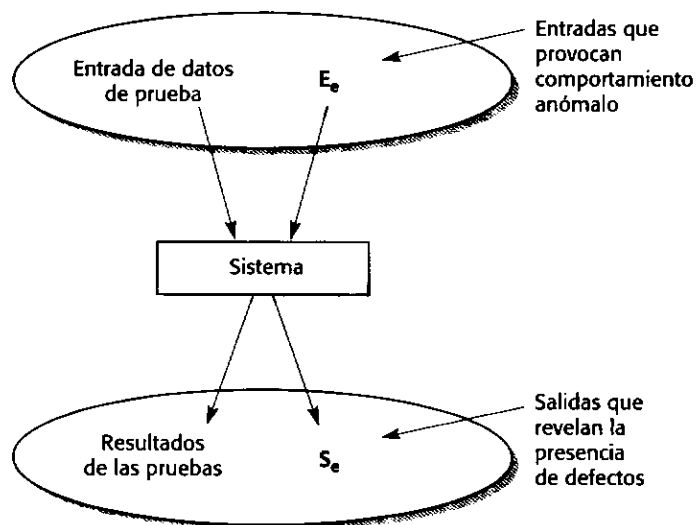 Entrada de datos
de prueba
Eₑ
Entradas que
provocan
comportamiento
anómalo
Sistema
Resultados
de las pruebas
Sₑ
Salidas que
revelan la
presencia
de defectos